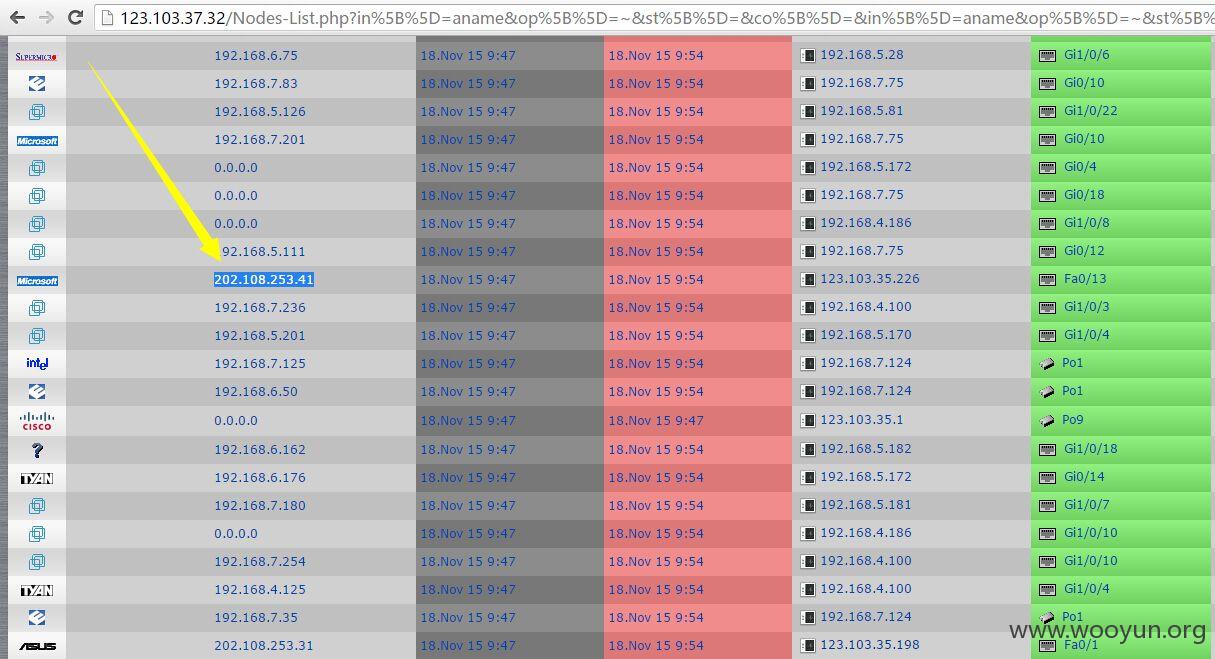 123.103.37.32/Nodes-List.php?in%5B%5D=aname&op%5B%5D=~&st%5B%5D=&co%5B%5D=&in%5B%5D=aname&op%5B%5D=~&st%5B%
SUPERMICRO 192.168.6.75 18.Nov 15 9:47 18.Nov 15 9:54 192.168.5.28 Gi1/0/6
192.168.7.83 18.Nov 15 9:47 18.Nov 15 9:54 192.168.7.75 Gi0/10
192.168.5.126 18.Nov 15 9:47 18.Nov 15 9:54 192.168.5.81 Gi1/0/22
Microsoft 192.168.7.201 18.Nov 15 9:47 18.Nov 15 9:54 192.168.7.75 Gi0/10
0.0.0.0 18.Nov 15 9:47 18.Nov 15 9:54 192.168.5.172 Gi0/4
0.0.0.0 18.Nov 15 9:47 18.Nov 15 9:54 192.168.7.75 Gi0/18
0.0.0.0 18.Nov 15 9:47 18.Nov 15 9:54 192.168.4.186 Gi1/0/8
92.168.5.111 18.Nov 15 9:47 18.Nov 15 9:54 192.168.7.75 Gi0/12
Microsoft 202.108.253.41 18.Nov 15 9:47 18.Nov 15 9:54 123.103.35.226 Fa0/13
192.168.7.236 18.Nov 15 9:47 18.Nov 15 9:54 192.168.4.100 Gi1/0/3
192.168.5.201 18.Nov 15 9:47 18.Nov 15 9:54 192.168.5.170 Gi1/0/4
intel 192.168.7.125 18.Nov 15 9:47 18.Nov 15 9:54 192.168.7.124 Po1
192.168.6.50 18.Nov 15 9:47 18.Nov 15 9:54 192.168.7.124 Po1
CISCO 0.0.0.0 18.Nov 15 9:47 18.Nov 15 9:47 123.103.35.1 Po9
? 192.168.6.162 18.Nov 15 9:47 18.Nov 15 9:54 192.168.5.182 Gi1/0/18
TYAN 192.168.6.176 18.Nov 15 9:47 18.Nov 15 9:54 192.168.5.172 Gi0/14
192.168.7.180 18.Nov 15 9:47 18.Nov 15 9:54 192.168.5.181 Gi1/0/7
0.0.0.0 18.Nov 15 9:47 18.Nov 15 9:54 192.168.4.186 Gi1/0/10
192.168.7.254 18.Nov 15 9:47 18.Nov 15 9:54 192.168.4.100 Gi1/0/10
TYAN 192.168.4.125 18.Nov 15 9:47 18.Nov 15 9:54 192.168.4.100 Gi1/0/4
192.168.7.35 18.Nov 15 9:47 18.Nov 15 9:54 192.168.7.124 Po1
www.wooyun.org
ASUS 202.108.253.31 18.Nov 15 9:47 18.Nov 15 9:54 123.103.35.198 Fa0/1